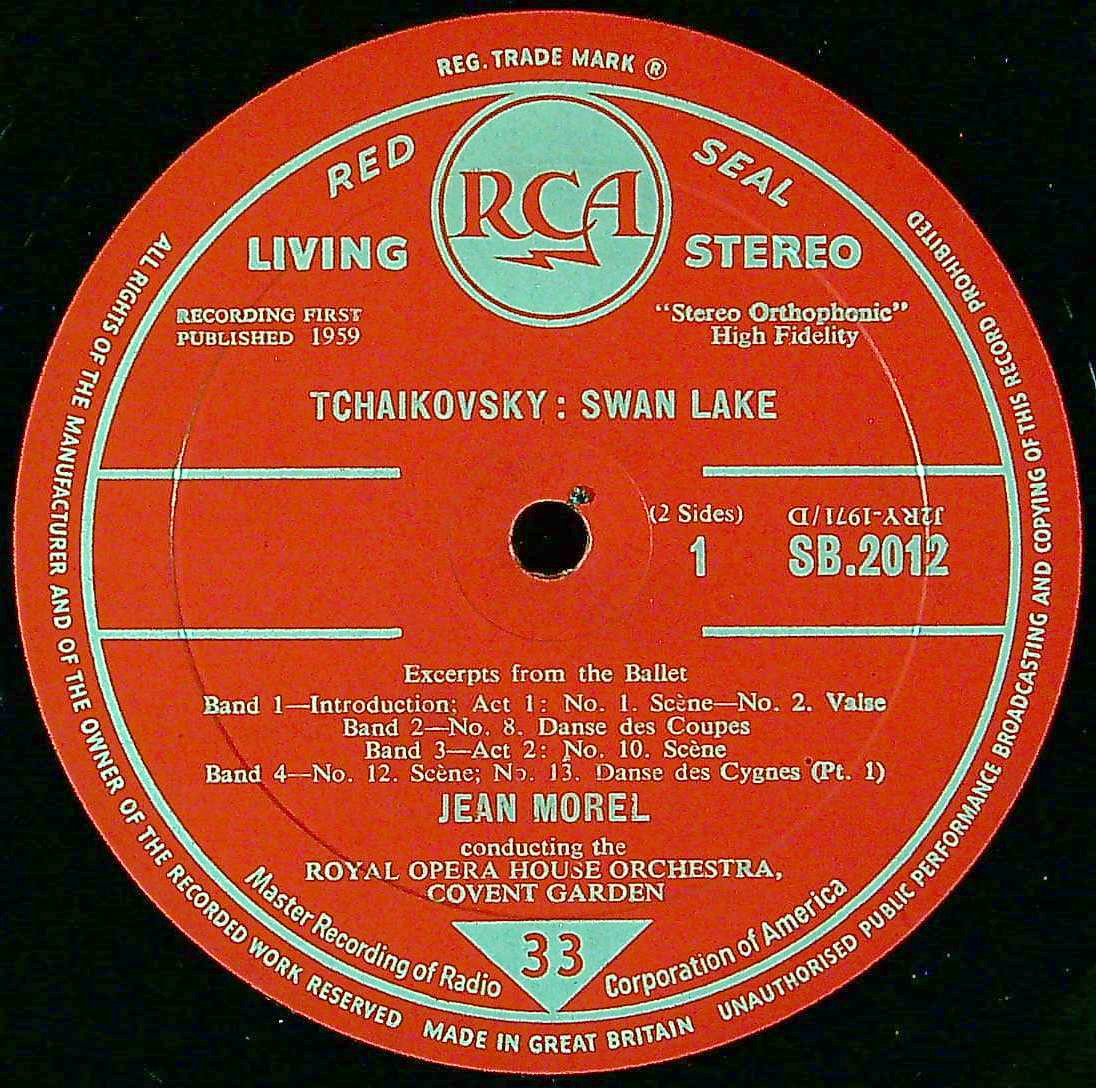 REG. TRADE MARK ®
RED SEAL
RCA
LIVING STEREO
RECORDING FIRST
PUBLISHED 1959
“Stereo Orthophonic”
High Fidelity
TCHAIKOVSKY : SWAN LAKE
(2 Sides)
J2RY-1971/D
1
SB.2012
Excerpts from the Ballet
Band 1—Introduction; Act 1: No. 1. Scène—No. 2. Valse
Band 2—No. 8. Danse des Coupes
Band 3—Act 2: No. 10. Scène
Band 4—No. 12. Scène; No. 13. Danse des Cygnes (Pt. 1)
JEAN MOREL
conducting the
ROYAL OPERA HOUSE ORCHESTRA,
COVENT GARDEN
33
Master Recording of Radio Corporation of America
ALL RIGHTS OF THE MANUFACTURER AND OF THE OWNER OF THE RECORDED WORK RESERVED
MADE IN GREAT BRITAIN
UNAUTHORISED PUBLIC PERFORMANCE BROADCASTING AND COPYING OF THIS RECORD PROHIBITED